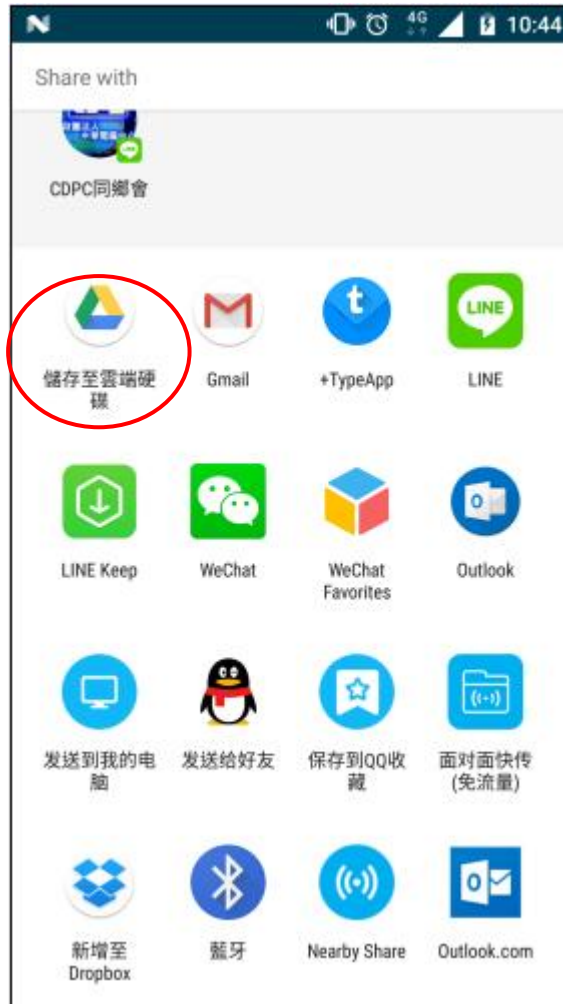 4G 10:44
Share with
CDPC同鄉會
儲存至雲端硬
碟
Gmail
+TypeApp
LINE
LINE
LINE Keep
WeChat
WeChat
Favorites
Outlook
发送到我的电
脑
发送给好友
保存到QQ收
藏
面对面快传
(免流量)
新增至
Dropbox
藍牙
Nearby Share
Outlook.com